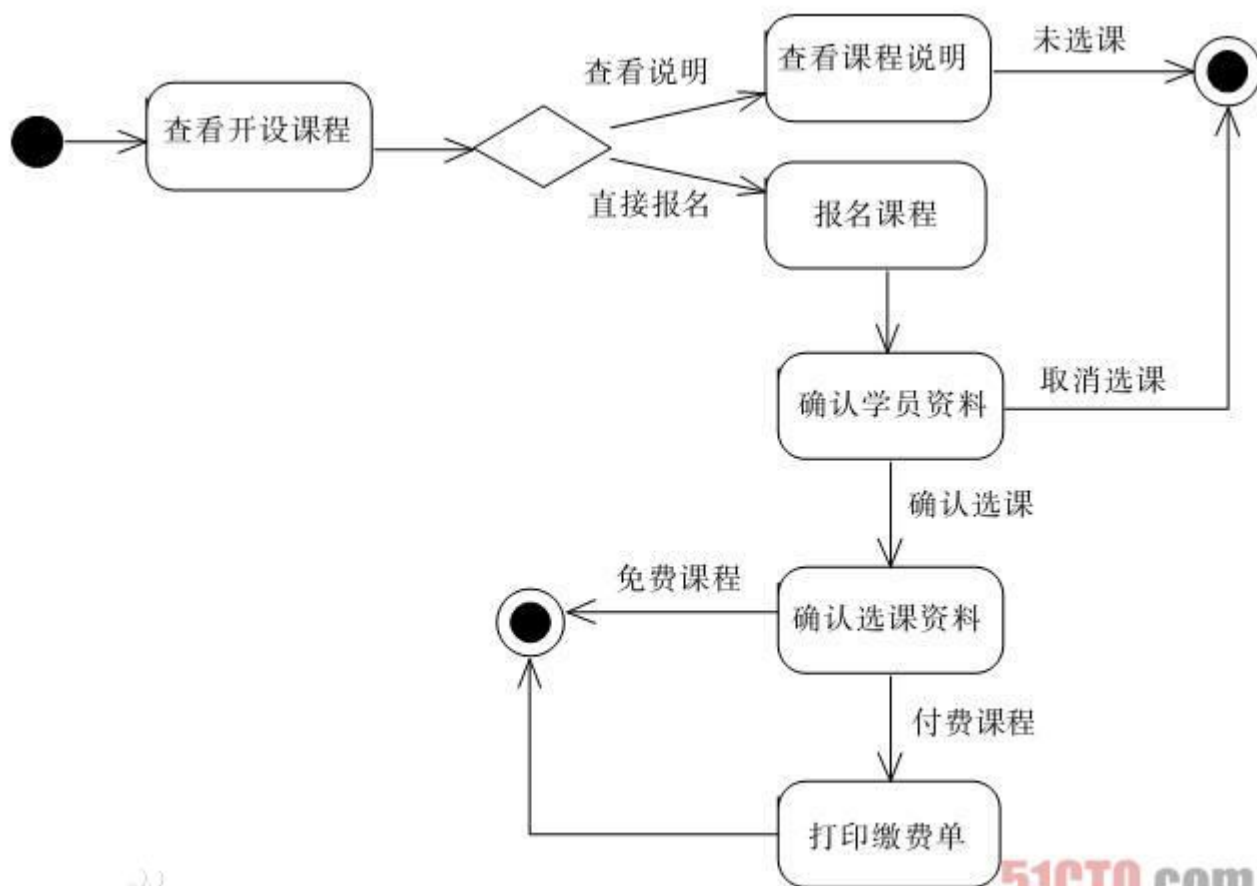 查看课程说明
未选课
查看说明
查看开设课程
直接报名
报名课程
确认学员资料
取消选课
确认选课
免费课程
确认选课资料
付费课程
打印缴费单
51CTO.com